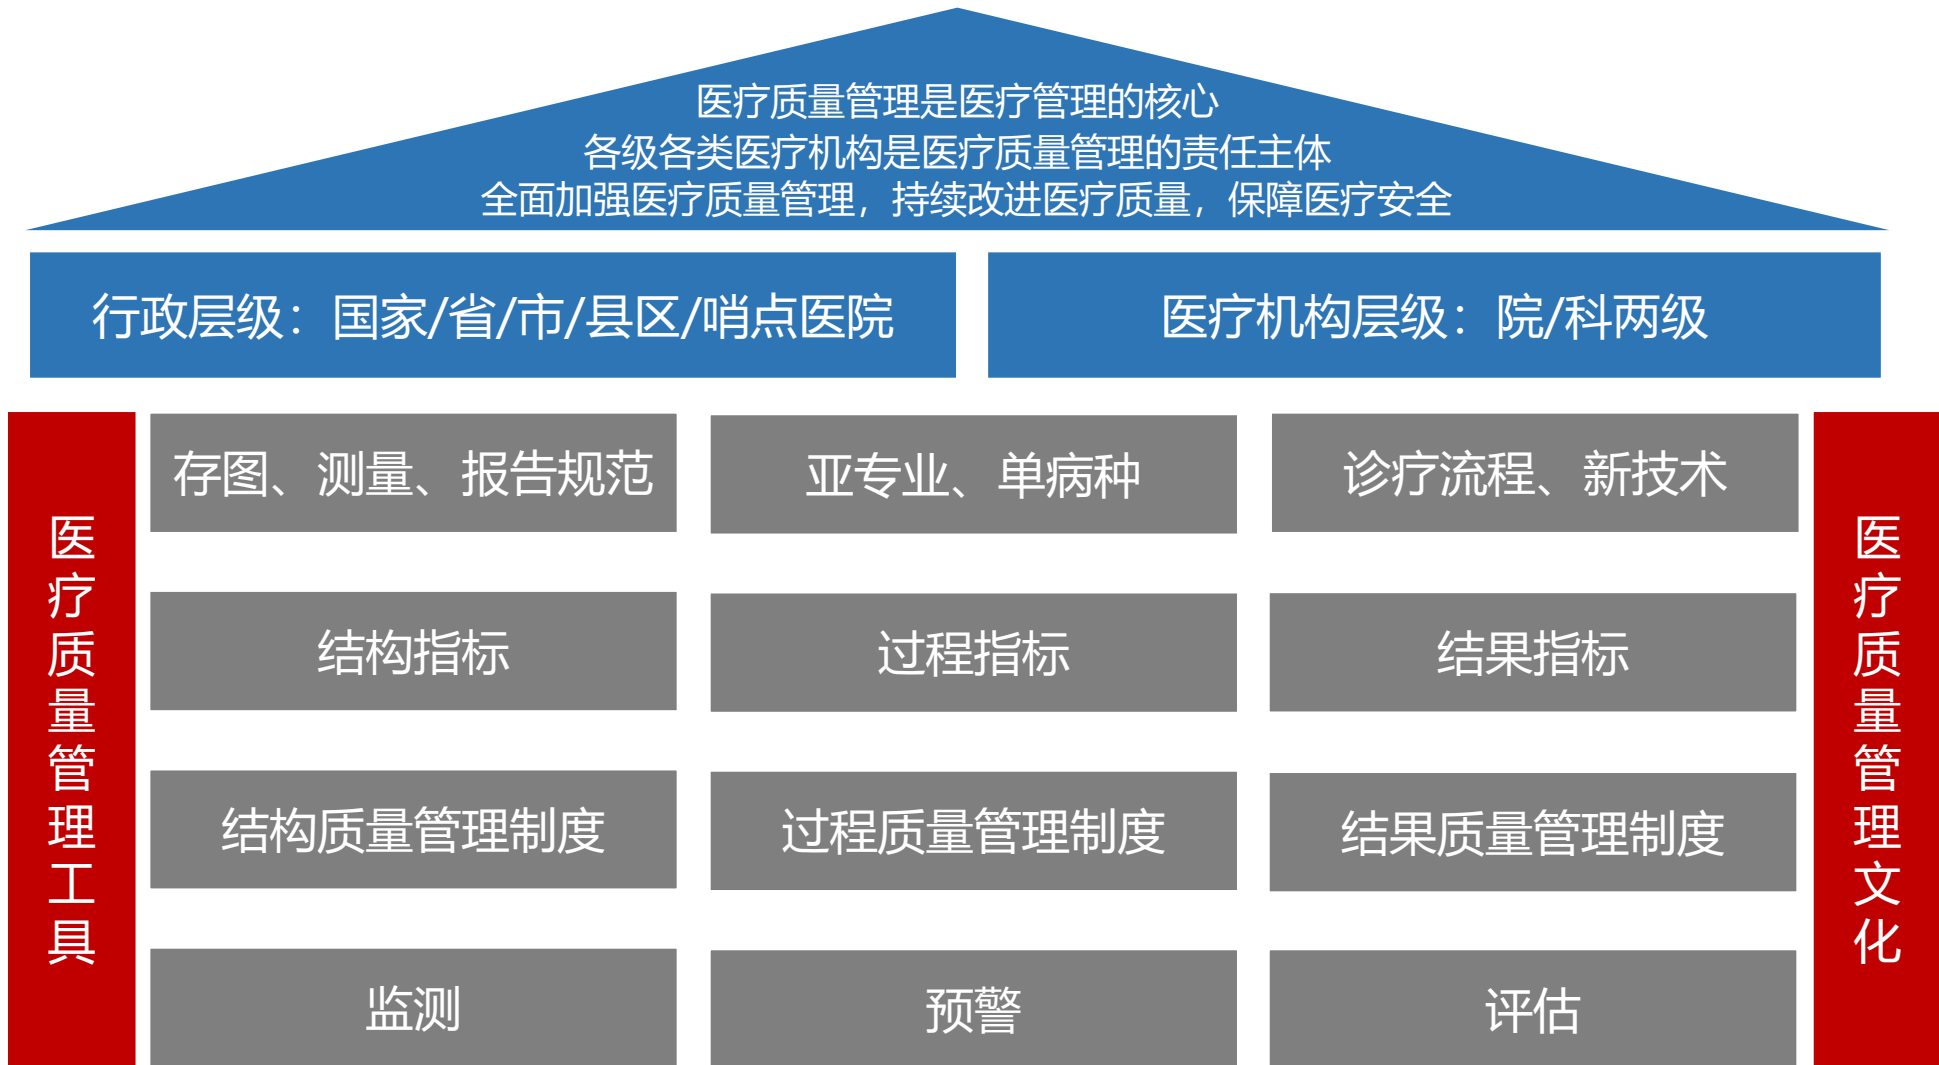 医疗质量管理是医疗管理的核心
各级各类医疗机构是医疗质量管理的责任主体
全面加强医疗质量管理，持续改进医疗质量，保障医疗安全
行政层级：国家/省/市/县区/哨点医院
医疗机构层级：院/科两级
医疗质量管理工具
存图、测量、报告规范
亚专业、单病种
诊疗流程、新技术
结构指标
过程指标
结果指标
结构质量管理制度
过程质量管理制度
结果质量管理制度
监测
预警
评估
医疗质量管理文化